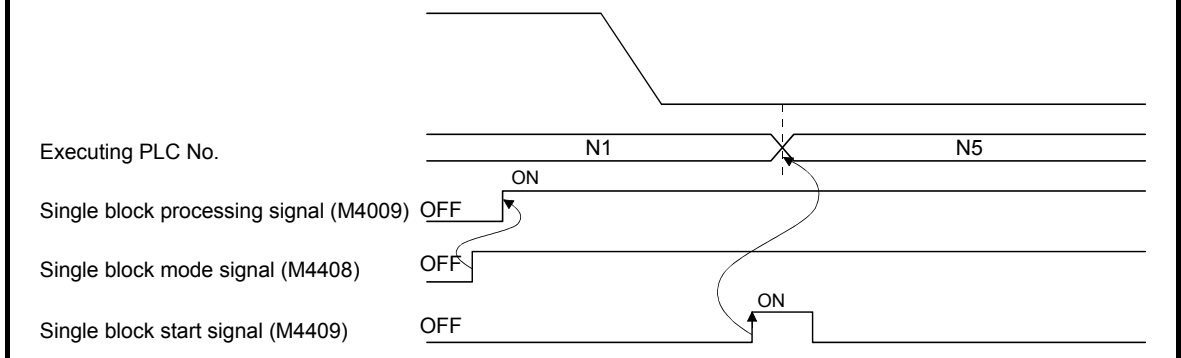 Executing PLC No. N1 N5
ON
Single block processing signal (M4009) OFF
Single block mode signal (M4408) OFF
ON
Single block start signal (M4409) OFF